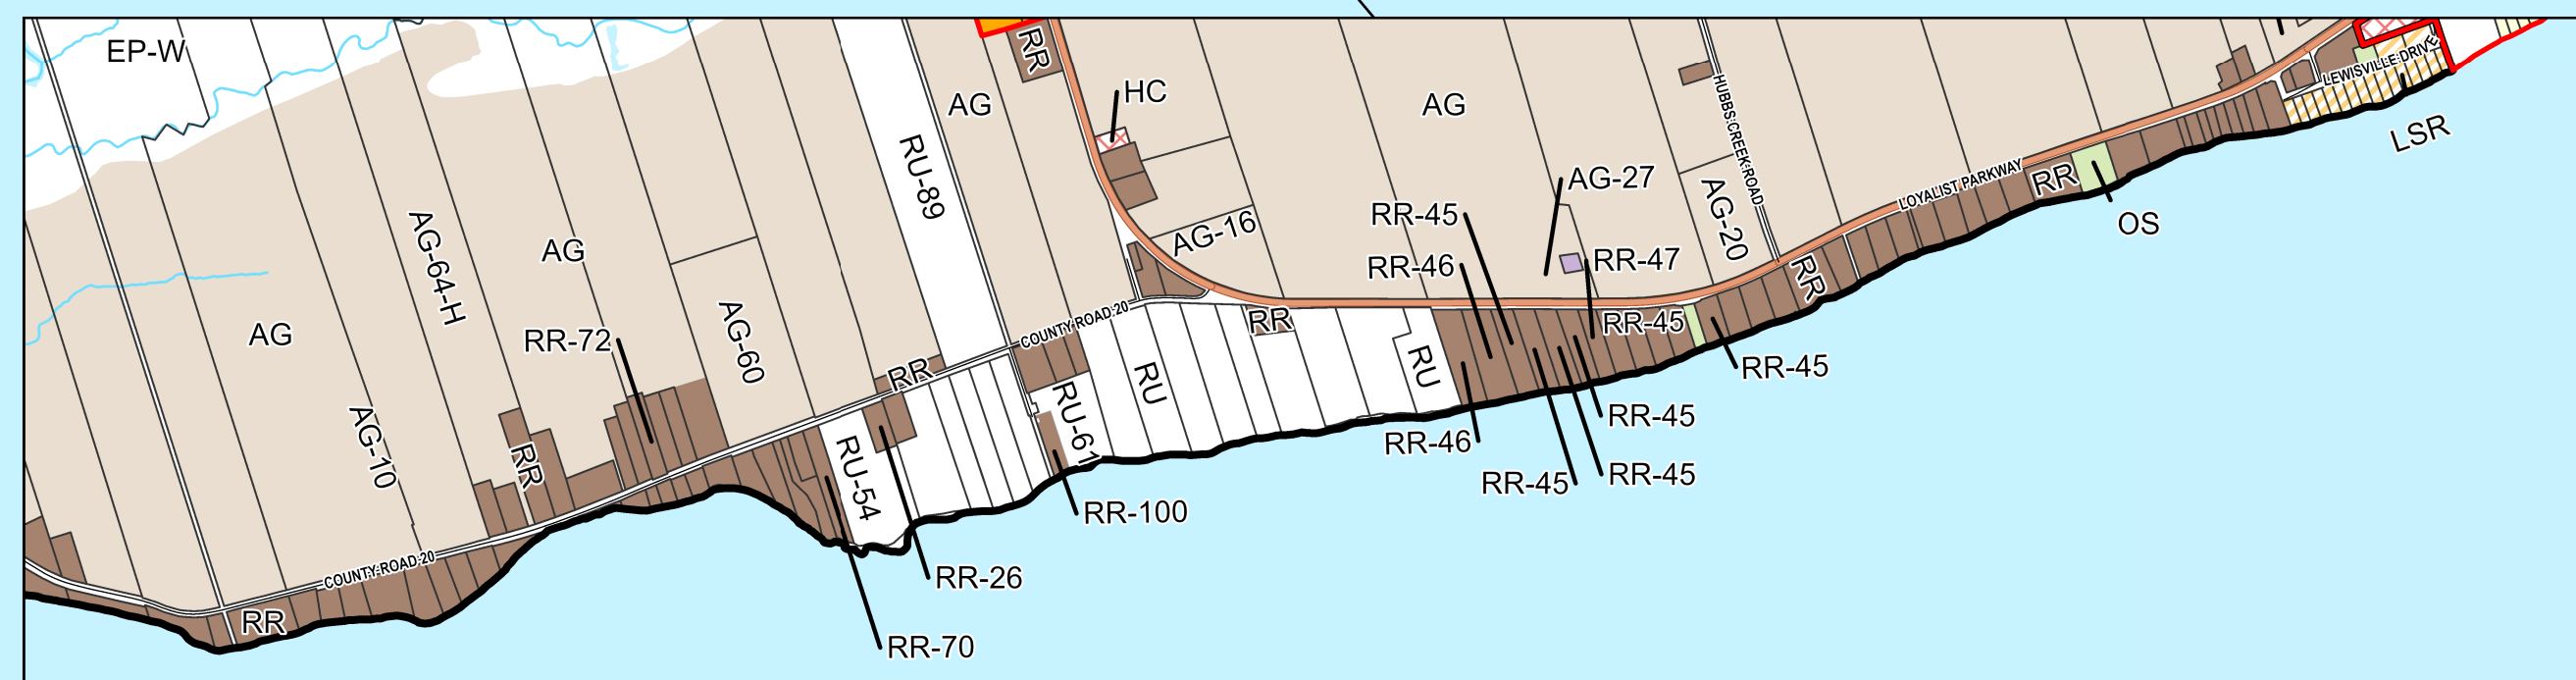 EP-W
RR
HC
AG
AG
HUBBS CREEK ROAD
LEWISVILLE DRIVE
LSR
RU-89
AG-27
LOYALIST PARKWAY
RR
OS
AG-64-H
AG
RR-45
AG-16
AG-20
RR-46
RR-47
RR
AG
RR-72
AG-60
COUNTY ROAD 20
RR
RR-45
RR-45
RR
RU
RU
RU-61
AG-10
RR
RU-54
RR-46
RR-45
RR-45
RR-45
RR-100
COUNTY ROAD 20
RR-26
RR
RR-70